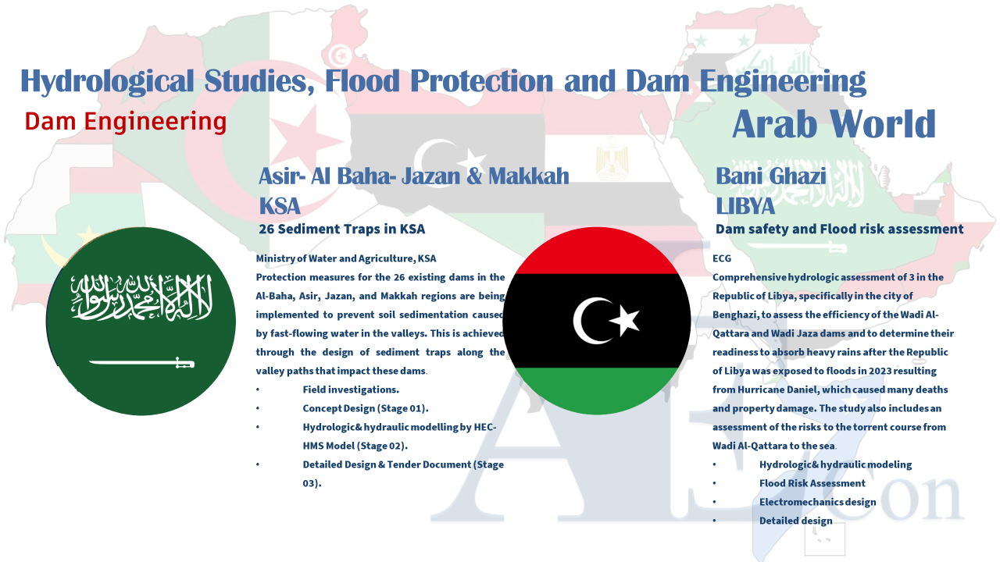 Hydrological Studies, Flood Protection and Dam Engineering
Dam Engineering
Arab World
Asir- Al Baha- Jazan & Makkah
KSA
26 Sediment Traps in KSA
Ministry of Water and Agriculture, KSA
Protection measures for the 26 existing dams in the
Al-Baha, Asir, Jazan, and Makkah regions are being
implemented to prevent soil sedimentation caused
by fast-flowing water in the valleys. This is achieved
through the design of sediment traps along the
valley paths that impact these dams.
• Field investigations.
• Concept Design (Stage 01).
• Hydrologic& hydraulic modelling by HEC-
HMS Model (Stage 02).
• Detailed Design & Tender Document (Stage
03).
لا إله إلا الله محمد رسول الله
Bani Ghazi
LIBYA
Dam safety and Flood risk assessment
ECG
Comprehensive hydrologic assessment of 3 in the
Republic of Libya, specifically in the city of
Benghazi, to assess the efficiency of the Wadi Al-
Qattara and Wadi Jaza dams and to determine their
readiness to absorb heavy rains after the Republic
of Libya was exposed to floods in 2023 resulting
from Hurricane Daniel, which caused many deaths
and property damage. The study also includes an
assessment of the risks to the torrent course from
Wadi Al-Qattara to the sea.
• Hydrologic& hydraulic modeling
• Flood Risk Assessment
• Electromechanics design
• Detailed design
AECon
الله اكبر
لا إله إلا الله محمد رسول الله